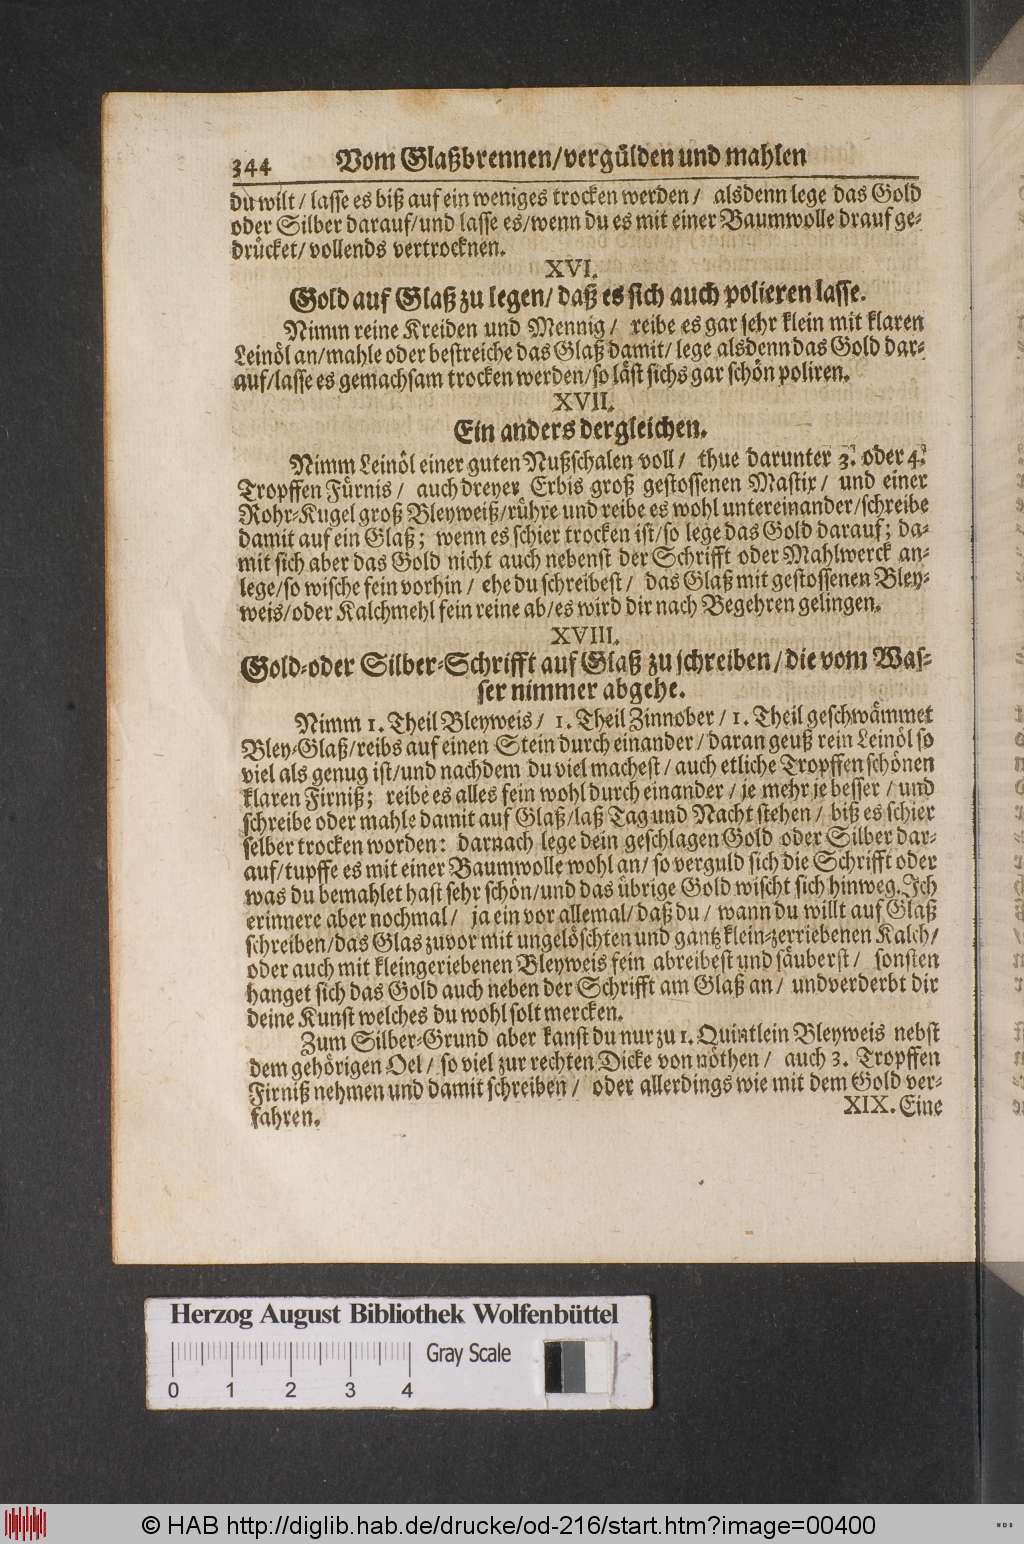 344 Vom Glaßbrennen/vergülden und mahlen
du wilt / lasse es biß auf ein weniges trocken werden / alsdenn lege das Gold
oder Silber darauf/und lasse es/wenn du es mit einer Baumwolle drauf ge-
drücket/ vollends vertrocknen.
XVI.
Gold auf Glaß zu legen/ daß es sich auch polieren lasse.
Nimm reine Kreiden und Mennig / reibe es gar sehr klein mit klaren
Leinöl an/mahle oder bestreiche das Glaß damit/ lege alsdenn das Gold dar-
auf/lasse es gemachsam trocken werden/so läst sichs gar schön poliren.
XVII.
Ein anders dergleichen.
Nimm Leinöl einer guten Nußschalen voll / thue darunter 3. oder 4.
Tropffen Fürnis / auch dreyer Erbis groß gestossenen Mastix / und einer
Rohr-Kugel groß Bleyweiß/rühre und reibe es wohl untereinander/schreibe
damit auf ein Glaß; wenn es schier trocken ist/so lege das Gold darauf; da-
mit sich aber das Gold nicht auch nebenst der Schrifft oder Mahlwerck an-
lege/so wische fein vorhin / ehe du schreibest / das Glaß mit gestossenen Bley-
weis/oder Kalchmehl fein reine ab/es wird dir nach Begehren gelingen.
XVIII.
Gold-oder Silber-Schrifft auf Glaß zu schreiben/die vom Was-
ser nimmer abgehe.
Nimm 1. Theil Bleyweis / 1. Theil Zinnober / 1. Theil geschwämmet
Bley-Glaß/reibs auf einen Stein durch einander / daran geuß rein Leinöl so
viel als genug ist/und nachdem du viel machest / auch etliche Tropffen schönen
klaren Firniß; reibe es alles fein wohl durch einander / je mehr je besser / und
schreibe oder mahle damit auf Glaß/laß Tag und Nacht stehen / biß es schier
selber trocken worden: darnach lege dein geschlagen Gold oder Silber dar-
auf/tupffe es mit einer Baumwolle wohl an/ so verguld sich die Schrifft oder
was du bemahlet hast sehr schön/und das übrige Gold wischt sich hinweg. Ich
erinnere aber nochmal / ja ein vor allemal/ daß du / wann du willt auf Glaß
schreiben/das Glas zuvor mit ungelöschten und gantz klein-zerriebenen Kalch/
oder auch mit kleingeriebenen Bleyweis fein abreibest und säuberst / sonsten
hanget sich das Gold auch neben der Schrifft am Glaß an / und verderbt dir
deine Kunst welches du wohl solt mercken.
Zum Silber-Grund aber kanst du nur zu 1. Quintlein Bleyweis nebst
dem gehörigen Oel / so viel zur rechten Dicke von nöthen / auch 3. Tropffen
Firniß nehmen und damit schreiben / oder allerdings wie mit dem Gold ver-
fahren.
XIX. Eine
Herzog August Bibliothek Wolfenbüttel
0 1 2 3 4 Gray Scale
© HAB http://diglib.hab.de/drucke/od-216/start.htm?image=00400